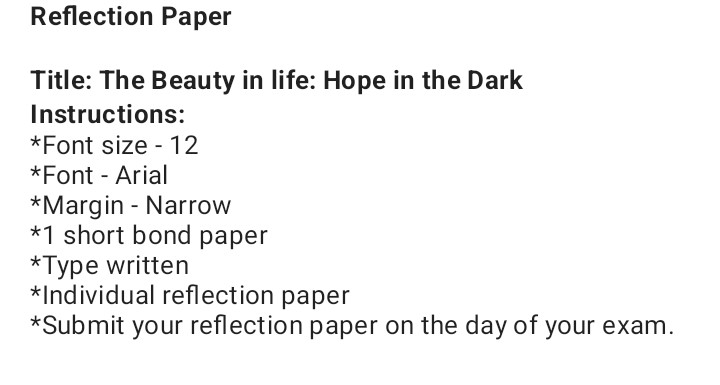 Reflection Paper
Title: The Beauty in life: Hope in the Dark
Instructions:
*Font size - 12
*Font - Arial
*Margin - Narrow
*1 short bond paper
*Type written
*Individual reflection paper
*Submit your reflection paper on the day of your exam.